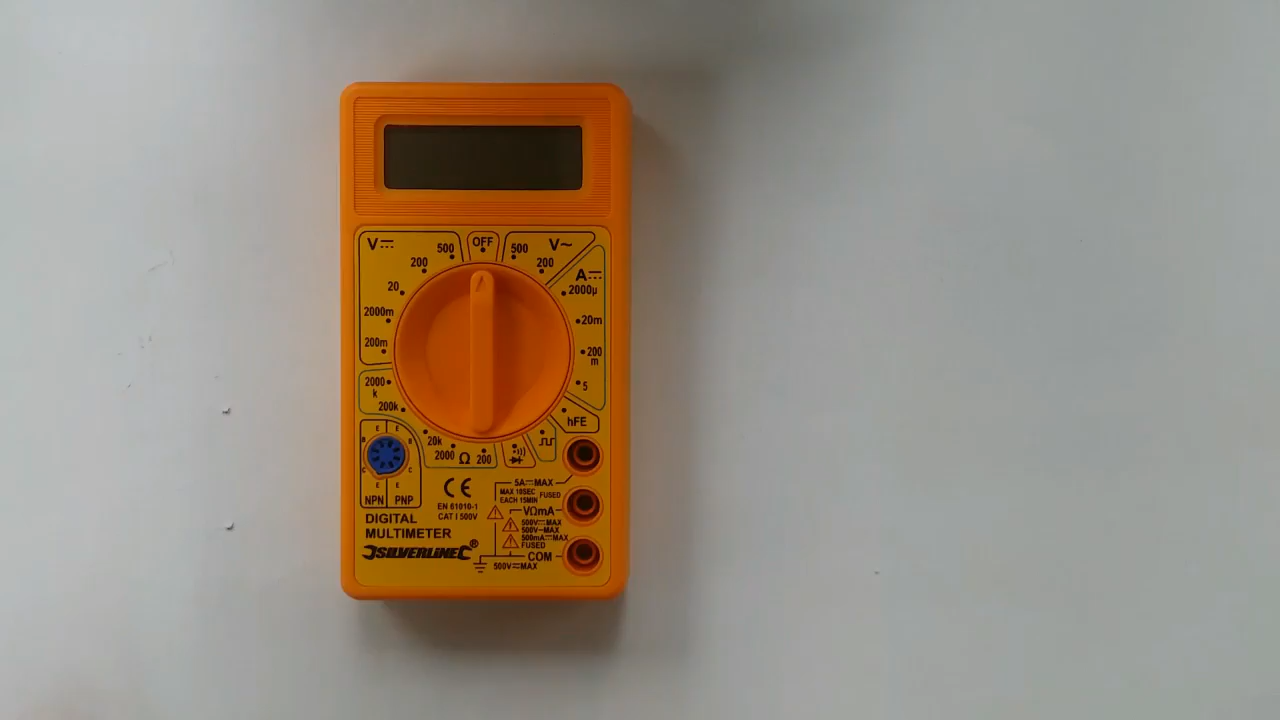 V⎓
500
OFF
500
V~
200
200
A⎓
20
2000µ
2000m
20m
200m
200
m
2000
k
5
200k
hFE
20k
2000
Ω
200
E E
B B
C C
E E
NPN PNP
CE
EN 61010-1
CAT I 500V
5A⎓MAX
MAX 10SEC
EACH 15MIN
FUSED
VΩmA
500V⎓MAX
500V~MAX
500mA⎓MAX
FUSED
COM
500V≂MAX
DIGITAL
MULTIMETER
SILVERLINE®